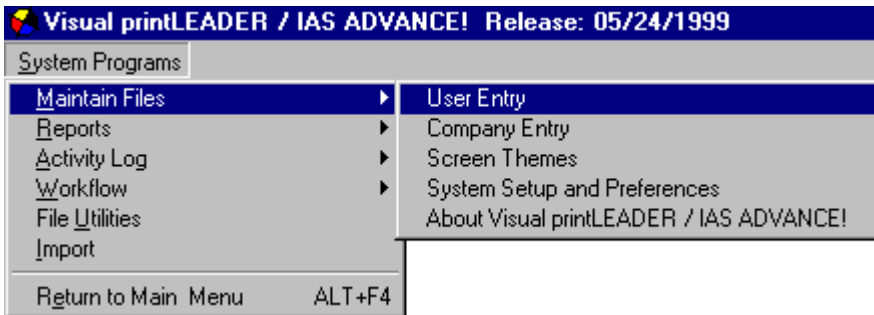 Visual printLEADER / IAS ADVANCE! Release: 05/24/1999
System Programs
Maintain Files
Reports
Activity Log
Workflow
File Utilities
Import
Return to Main Menu ALT+F4
User Entry
Company Entry
Screen Themes
System Setup and Preferences
About Visual printLEADER / IAS ADVANCE!